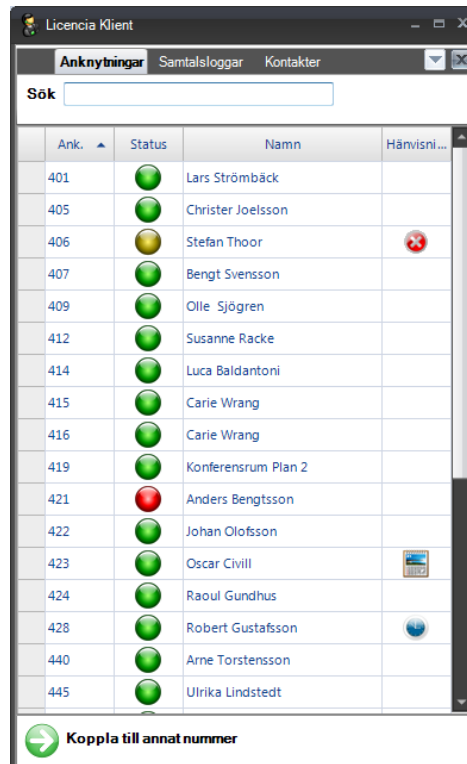 Licencia Klient
Anknytningar Samtalsloggar Kontakter
Sök
Ank. Status Namn Hänvisni...
401 Lars Strömbäck
405 Christer Joelsson
406 Stefan Thoor
407 Bengt Svensson
409 Olle Sjögren
412 Susanne Racke
414 Luca Baldantoni
415 Carie Wrang
416 Carie Wrang
419 Konferensrum Plan 2
421 Anders Bengtsson
422 Johan Olofsson
423 Oscar Civill
424 Raoul Gundhus
428 Robert Gustafsson
440 Arne Torstensson
445 Ulrika Lindstedt
Koppla till annat nummer